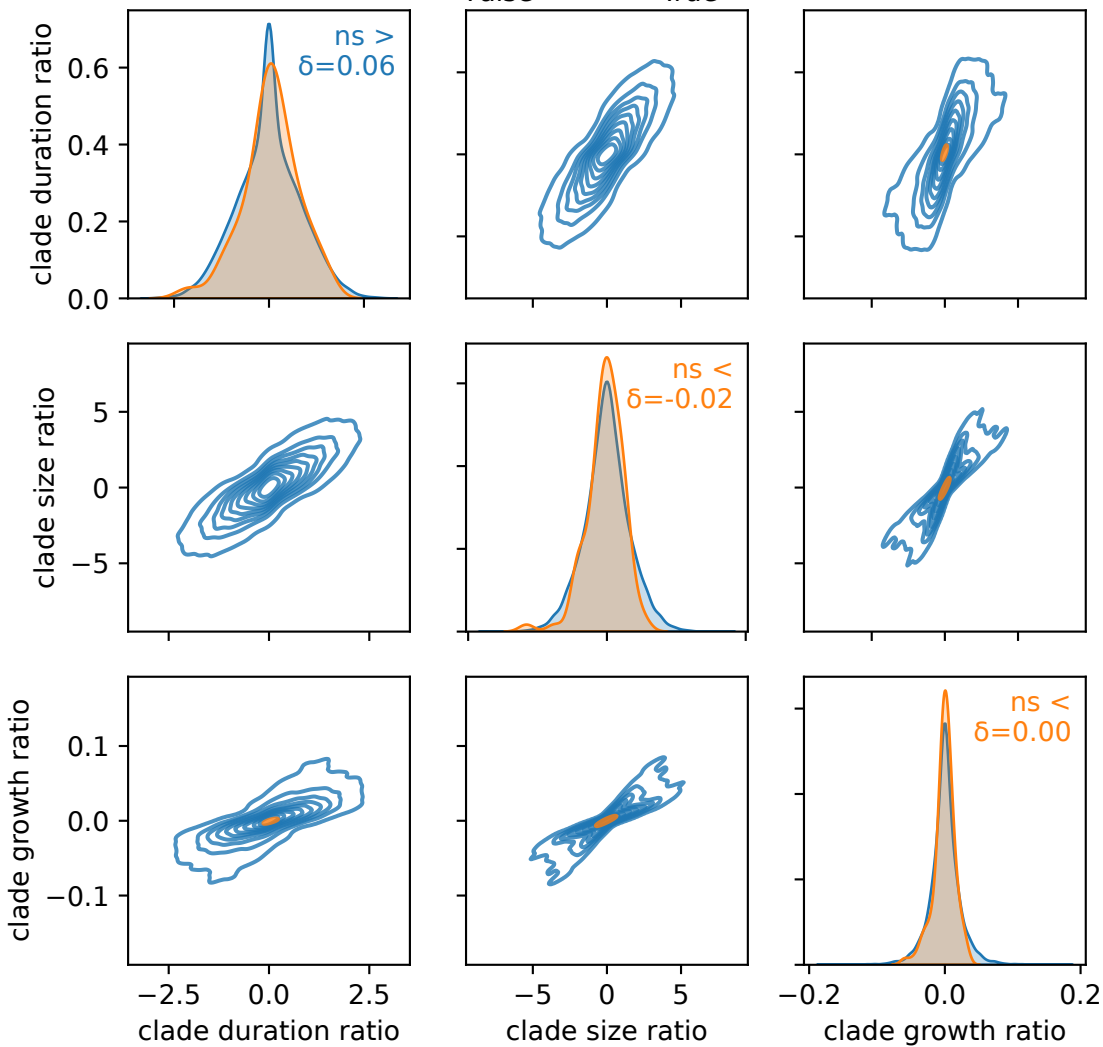 clade duration ratio
0.6
0.4
0.2
0.0
ns >
δ=0.06
clade size ratio
5
0
−5
ns <
δ=-0.02
clade growth ratio
0.1
0.0
−0.1
ns <
δ=0.00
−2.5 0.0 2.5
−5 0 5
−0.2 0.0 0.2
clade duration ratio
clade size ratio
clade growth ratio